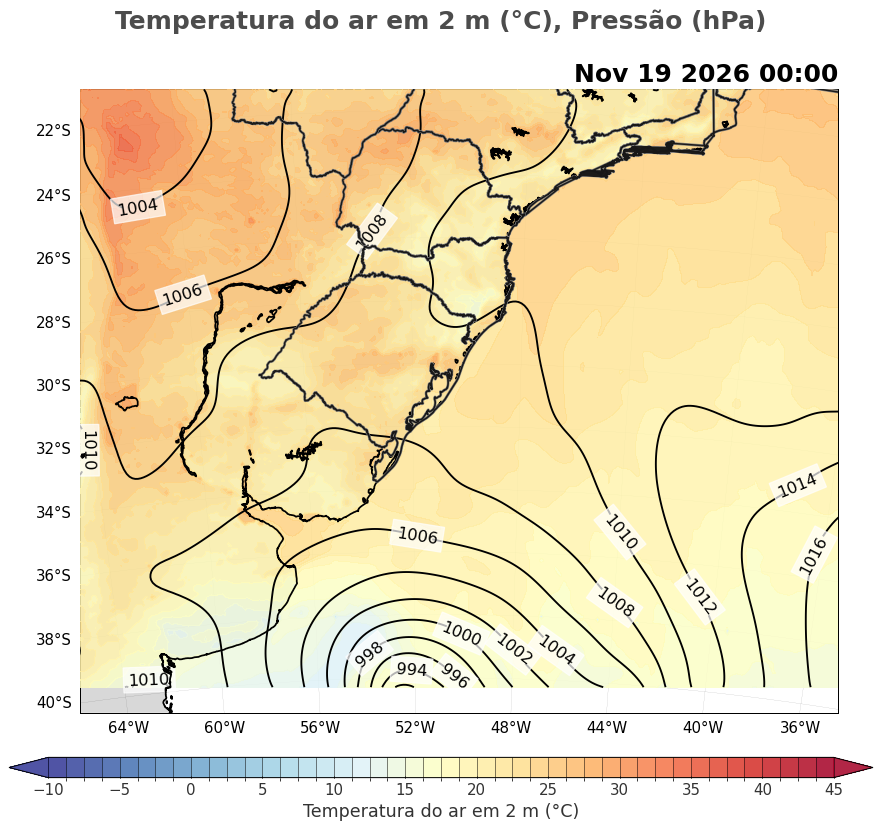 Temperatura do ar em 2 m (°C), Pressão (hPa)
Nov 19 2026 00:00
22°S
24°S
26°S
28°S
30°S
32°S
34°S
36°S
38°S
40°S
1004
1006
1008
1010
1006
1010
1014
1016
1012
1008
1000
1002
1004
998
994
996
1010
64°W
60°W
56°W
52°W
48°W
44°W
40°W
36°W
−10
−5
0
5
10
15
20
25
30
35
40
45
Temperatura do ar em 2 m (°C)